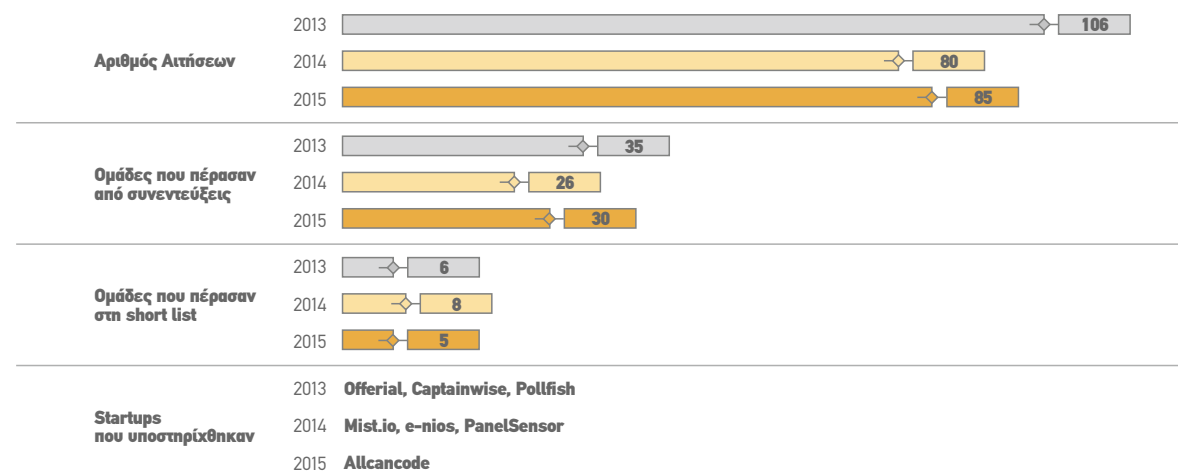 2013 106
Αριθμός Αιτήσεων 2014 80
2015 85
2013 35
Ομάδες που πέρασαν
από συνεντεύξεις
2014 26
2015 30
2013 6
Ομάδες που πέρασαν
στη short list
2014 8
2015 5
2013 Offerial, Captainwise, Pollfish
Startups
που υποστηρίχθηκαν
2014 Mist.io, e-nios, PanelSensor
2015 Allcancode